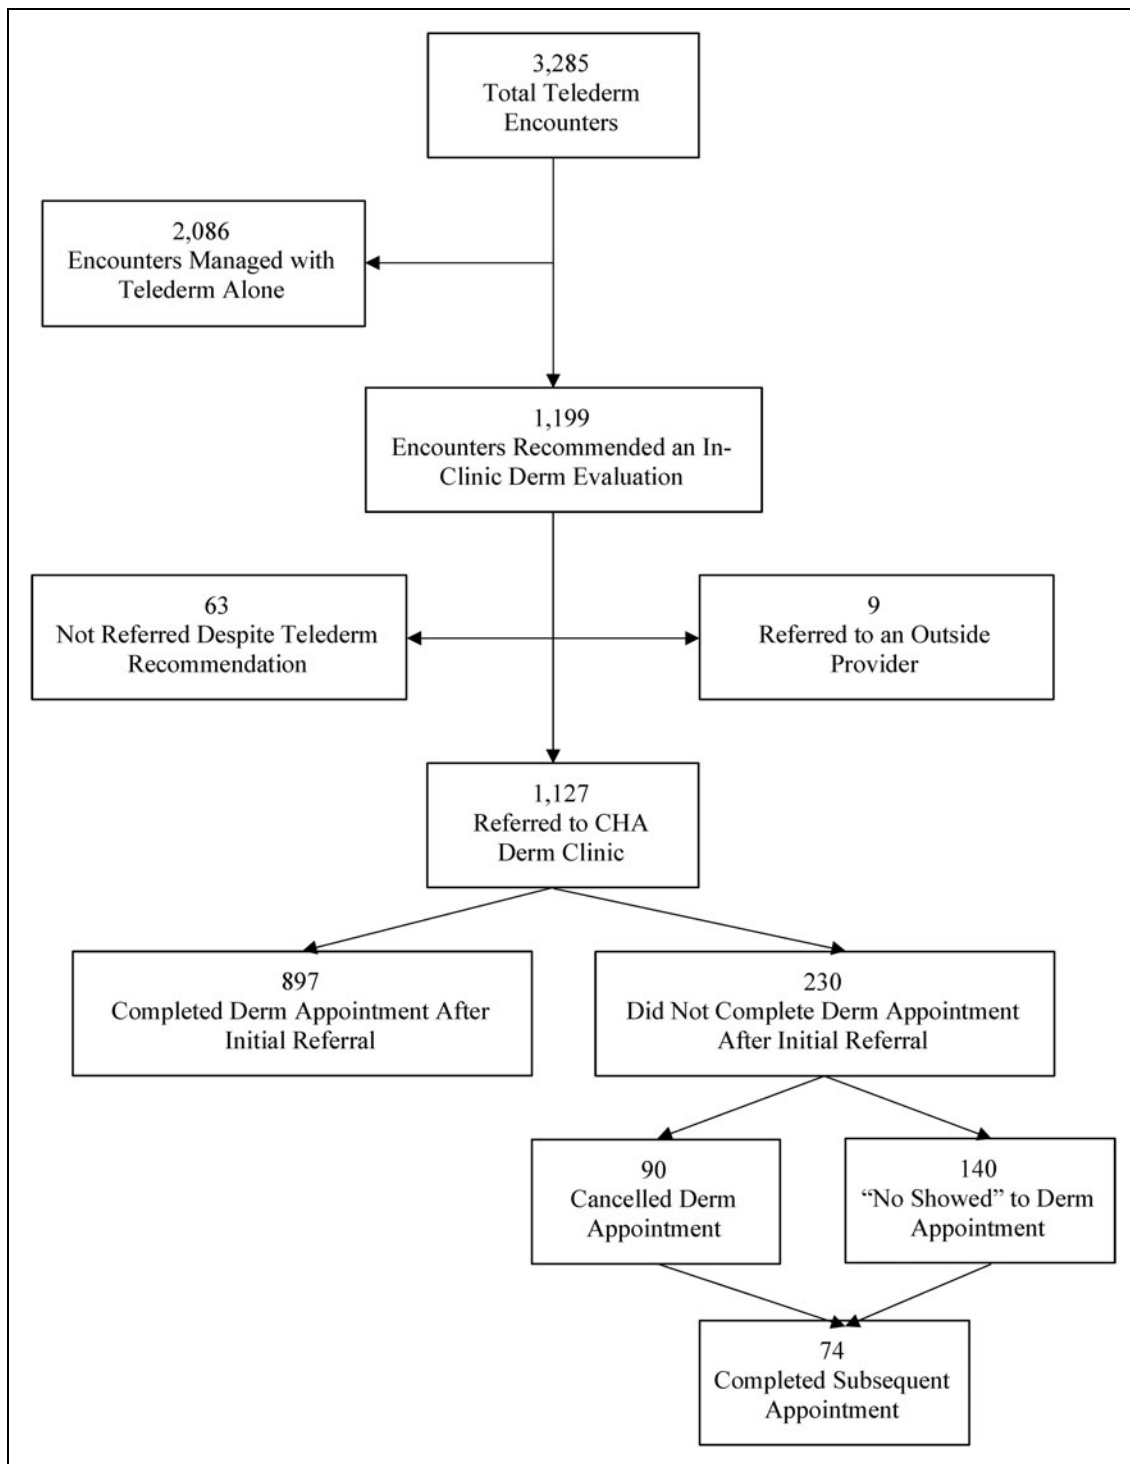 3,285
Total Telederm
Encounters
2,086
Encounters Managed with
Telederm Alone
1,199
Encounters Recommended an In-
Clinic Derm Evaluation
63
Not Referred Despite Telederm
Recommendation
9
Referred to an Outside
Provider
1,127
Referred to CHA
Derm Clinic
897
Completed Derm Appointment After
Initial Referral
230
Did Not Complete Derm Appointment
After Initial Referral
90
Cancelled Derm
Appointment
140
“No Showed” to Derm
Appointment
74
Completed Subsequent
Appointment